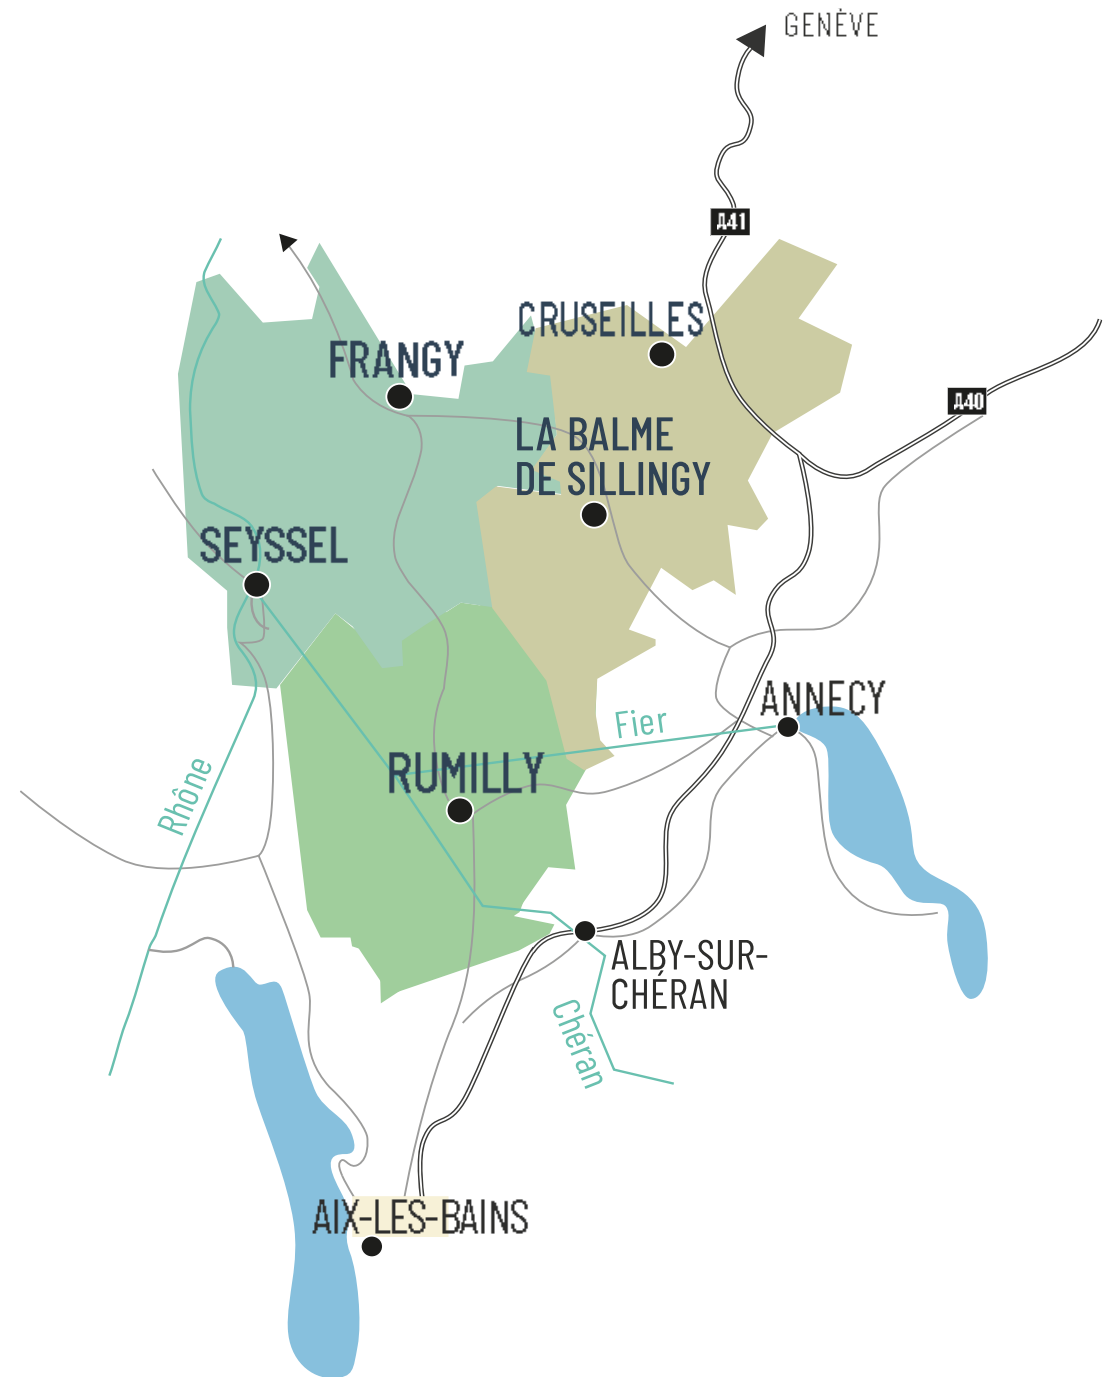 GENÈVE
A41
CRUSEILLES
FRANGY
A40
LA BALME
DE SILLINGY
SEYSSEL
ANNECY
Fier
RUMILLY
Rhône
ALBY-SUR-
CHÉRAN
Chéran
AIX-LES-BAINS